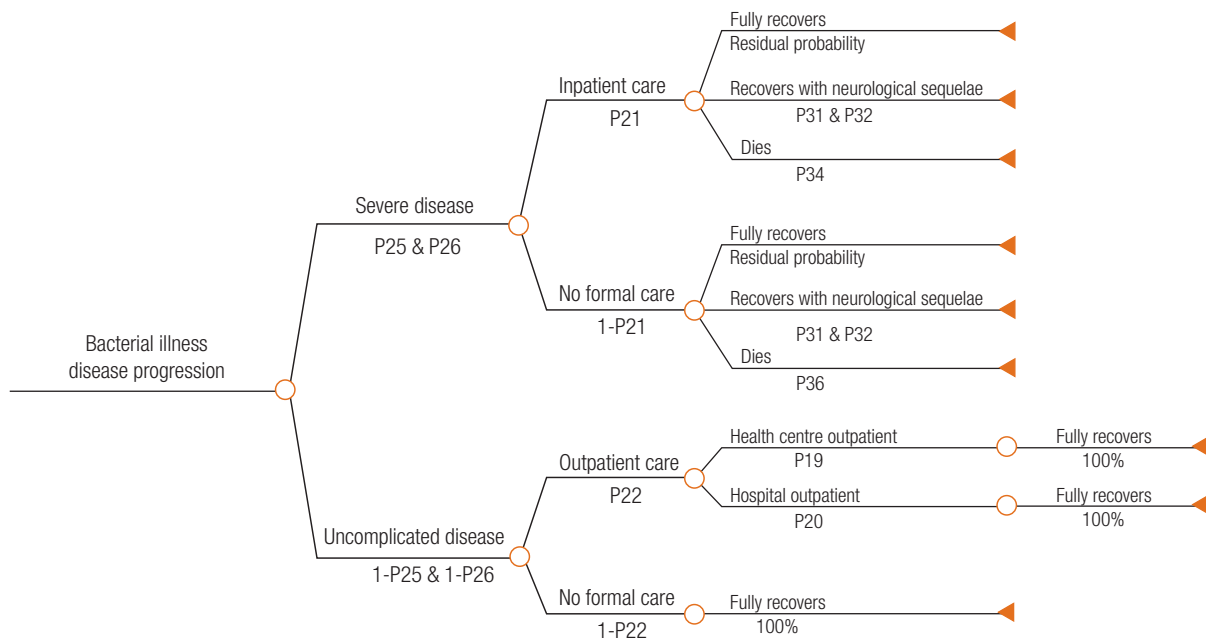 Fully recovers
Residual probability
Inpatient care
P21
Recovers with neurological sequelae
P31 & P32
Dies
P34
Severe disease
P25 & P26
Fully recovers
Residual probability
No formal care
1-P21
Recovers with neurological sequelae
P31 & P32
Dies
P36
Bacterial illness
disease progression
Health centre outpatient
P19
Fully recovers
100%
Outpatient care
P22
Hospital outpatient
P20
Fully recovers
100%
Uncomplicated disease
1-P25 & 1-P26
No formal care
1-P22
Fully recovers
100%